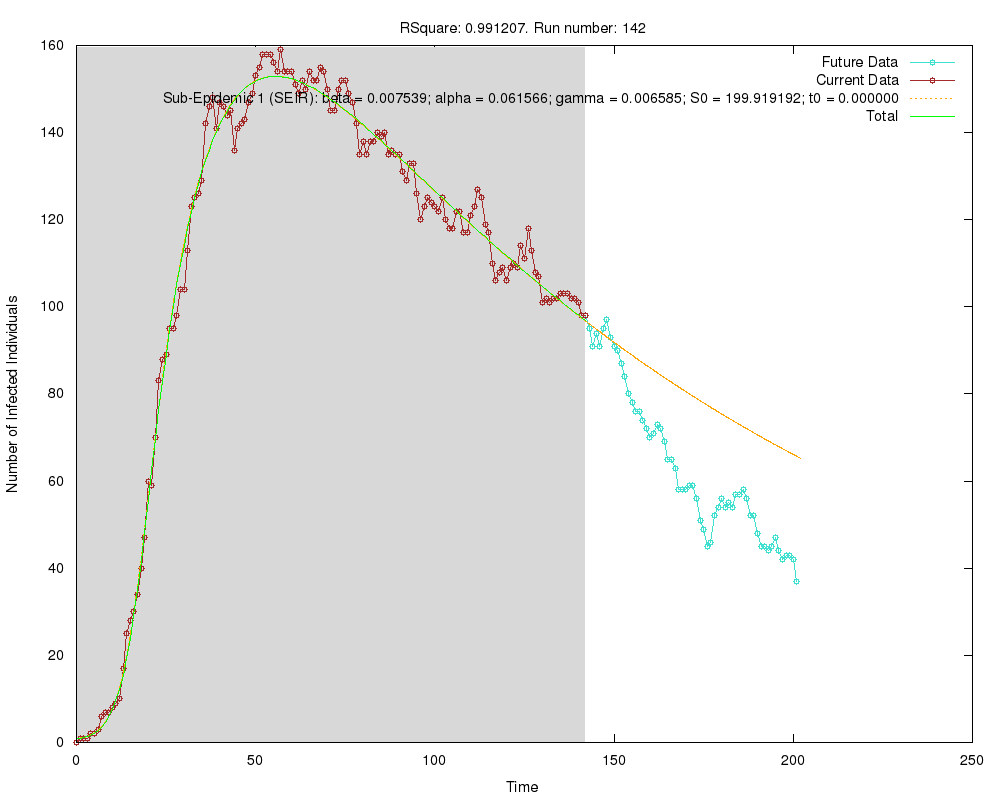 RSquare: 0.991207. Run number: 142
Future Data
Current Data
Sub-Epidemic 1 (SEIR): beta = 0.007539; alpha = 0.061566; gamma = 0.006585; S0 = 199.919192; t0 = 0.000000
Total
Number of Infected Individuals
160
140
120
100
80
60
40
20
0
0 50 100 150 200 250
Time